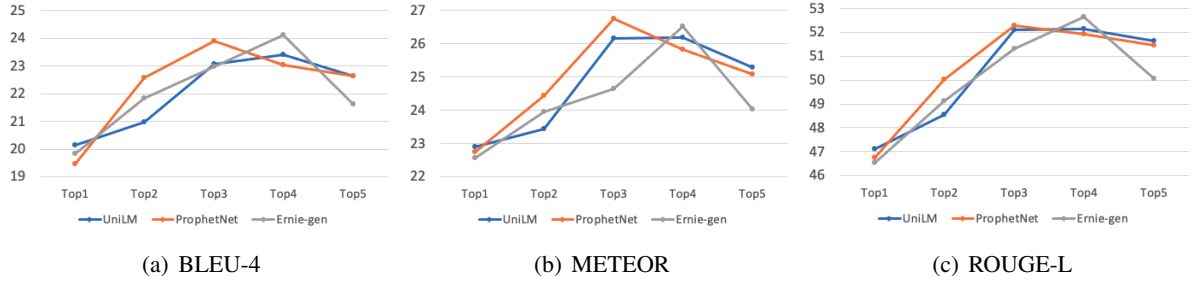 25
24
23
22
21
20
19
Top1 Top2 Top3 Top4 Top5
UniLM ProphetNet Ernie-gen
(a) BLEU-4
27
26
25
24
23
22
Top1 Top2 Top3 Top4 Top5
UniLM ProphetNet Ernie-gen
(b) METEOR
53
52
51
50
49
48
47
46
Top1 Top2 Top3 Top4 Top5
UniLM ProphetNet Ernie-gen
(c) ROUGE-L